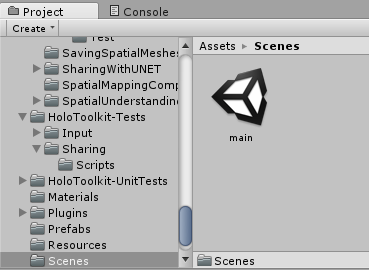 Project
Console
Create
Test
SavingSpatialMeshes
SharingWithUNET
SpatialMappingComp
SpatialUnderstanding
HoloToolkit-Tests
Input
Sharing
Scripts
HoloToolkit-UnitTests
Materials
Plugins
Prefabs
Resources
Scenes
Assets Scenes
main
Scenes